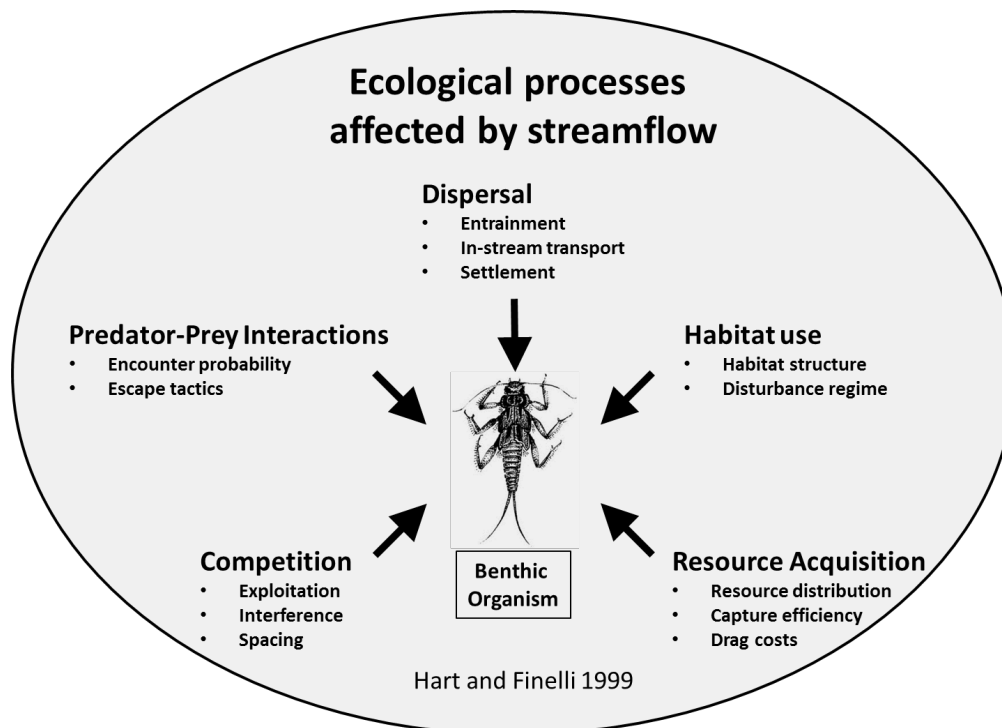 Ecological processes
affected by streamflow
Dispersal
• Entrainment
• In-stream transport
• Settlement
Predator-Prey Interactions
• Encounter probability
• Escape tactics
Habitat use
• Habitat structure
• Disturbance regime
Competition
• Exploitation
• Interference
• Spacing
Benthic
Organism
Resource Acquisition
• Resource distribution
• Capture efficiency
• Drag costs
Hart and Finelli 1999